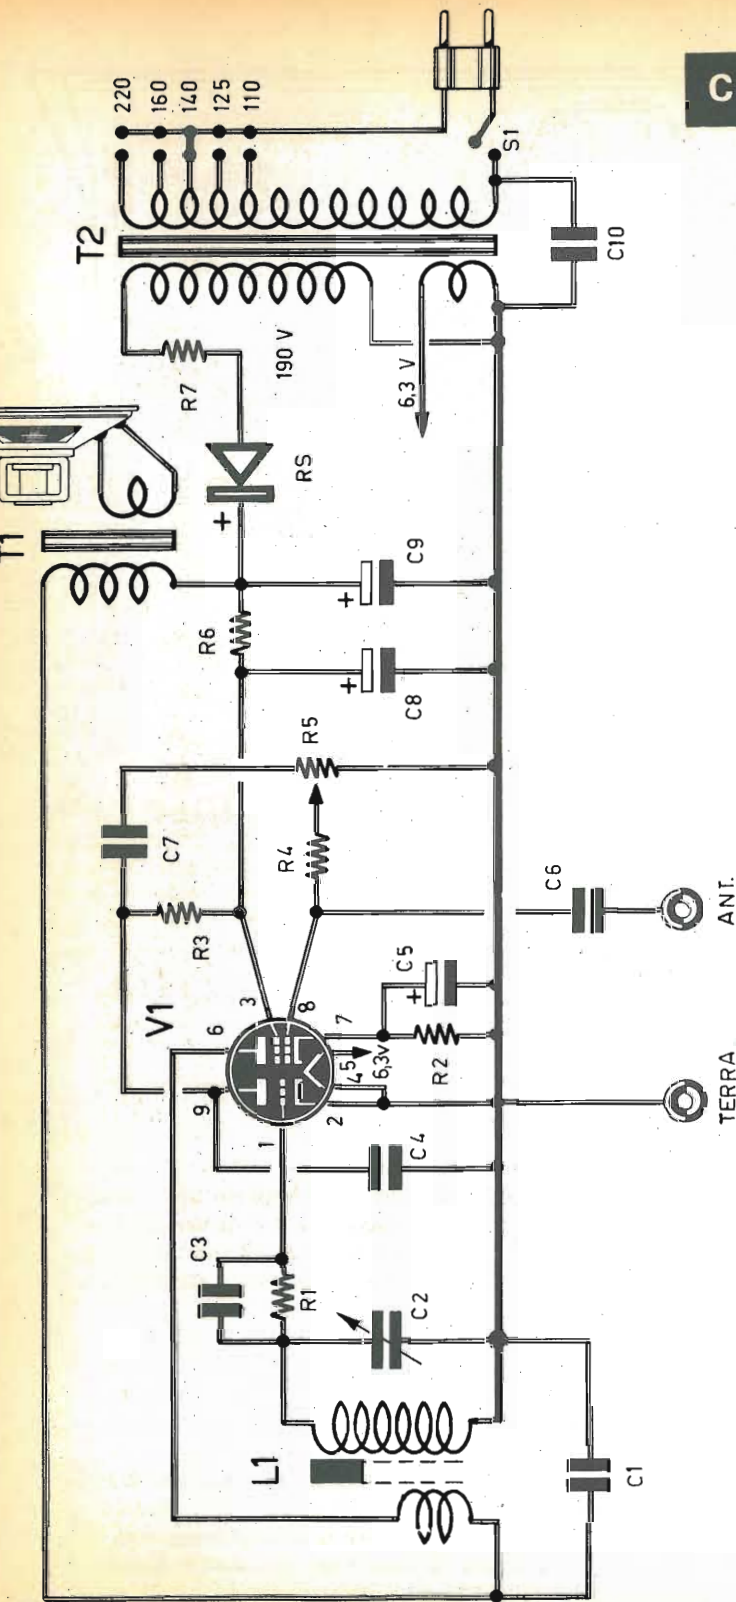 C
220
160
140
125
110
S1
T2
C10
R7
190 V
6,3 V
RS
+
T1
R6
+
C9
+
C8
R5
C7
R4
R3
C6
ANT.
V1
6
3
8
7
+
C5
5
4
6,3v
R2
9
2
1
TERRA
C4
C3
R1
C2
L1
C1